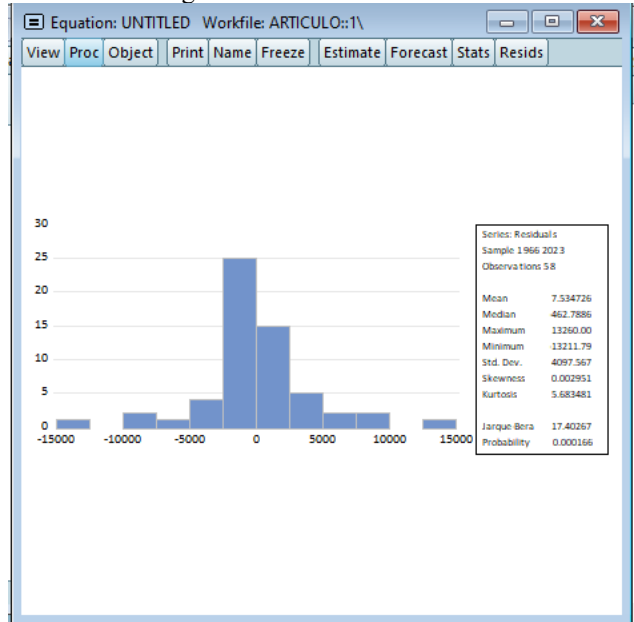 Equation: UNTITLED Workfile: ARTICULO::1\
View Proc Object Print Name Freeze Estimate Forecast Stats Resids
30
25
20
15
10
5
0
-15000 -10000 -5000 0 5000 10000 15000
Series: Residuals
Sample 1966 2023
Observations 58
Mean 7.534726
Median 462.7886
Maximum 13260.00
Minimum -13211.79
Std. Dev. 4097.567
Skewness 0.002951
Kurtosis 5.683481
Jarque-Bera 17.40267
Probability 0.000166